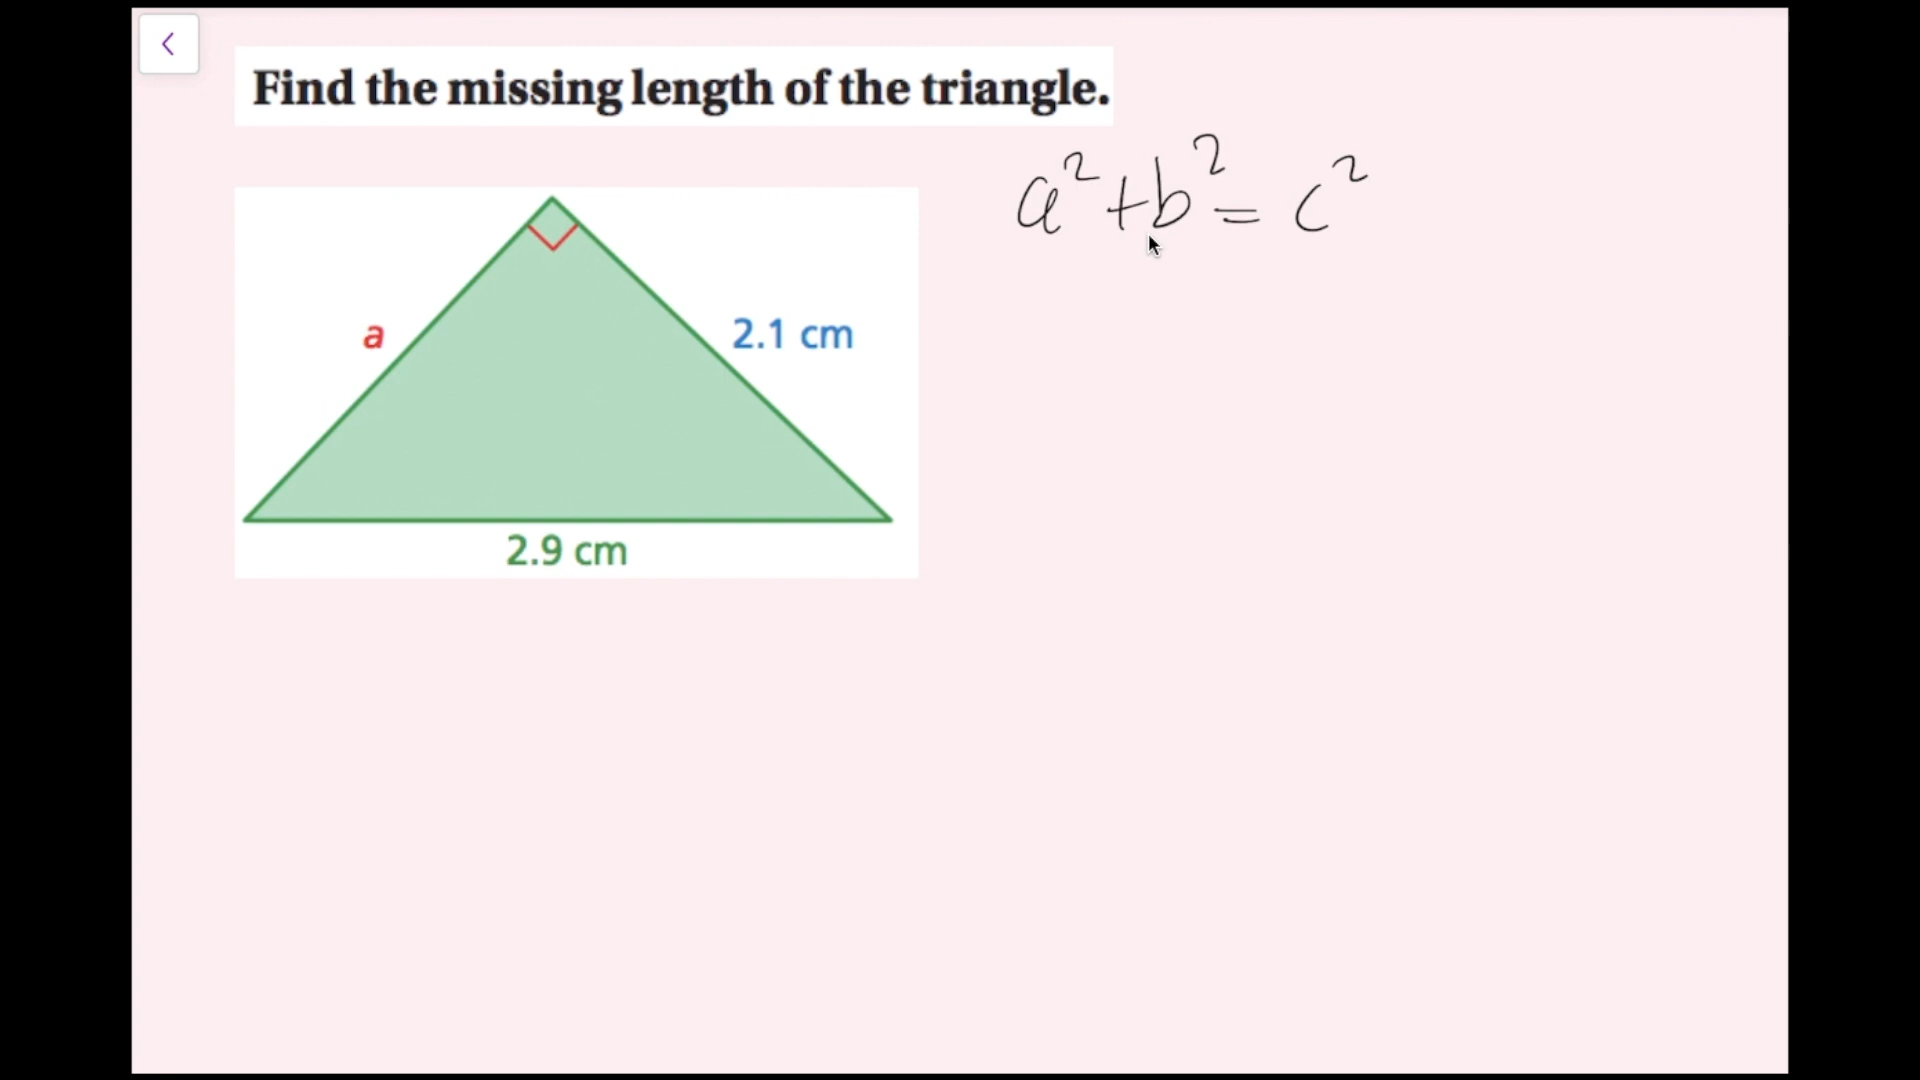 Find the missing length of the triangle.
a² + b² = c²
a
2.1 cm
2.9 cm